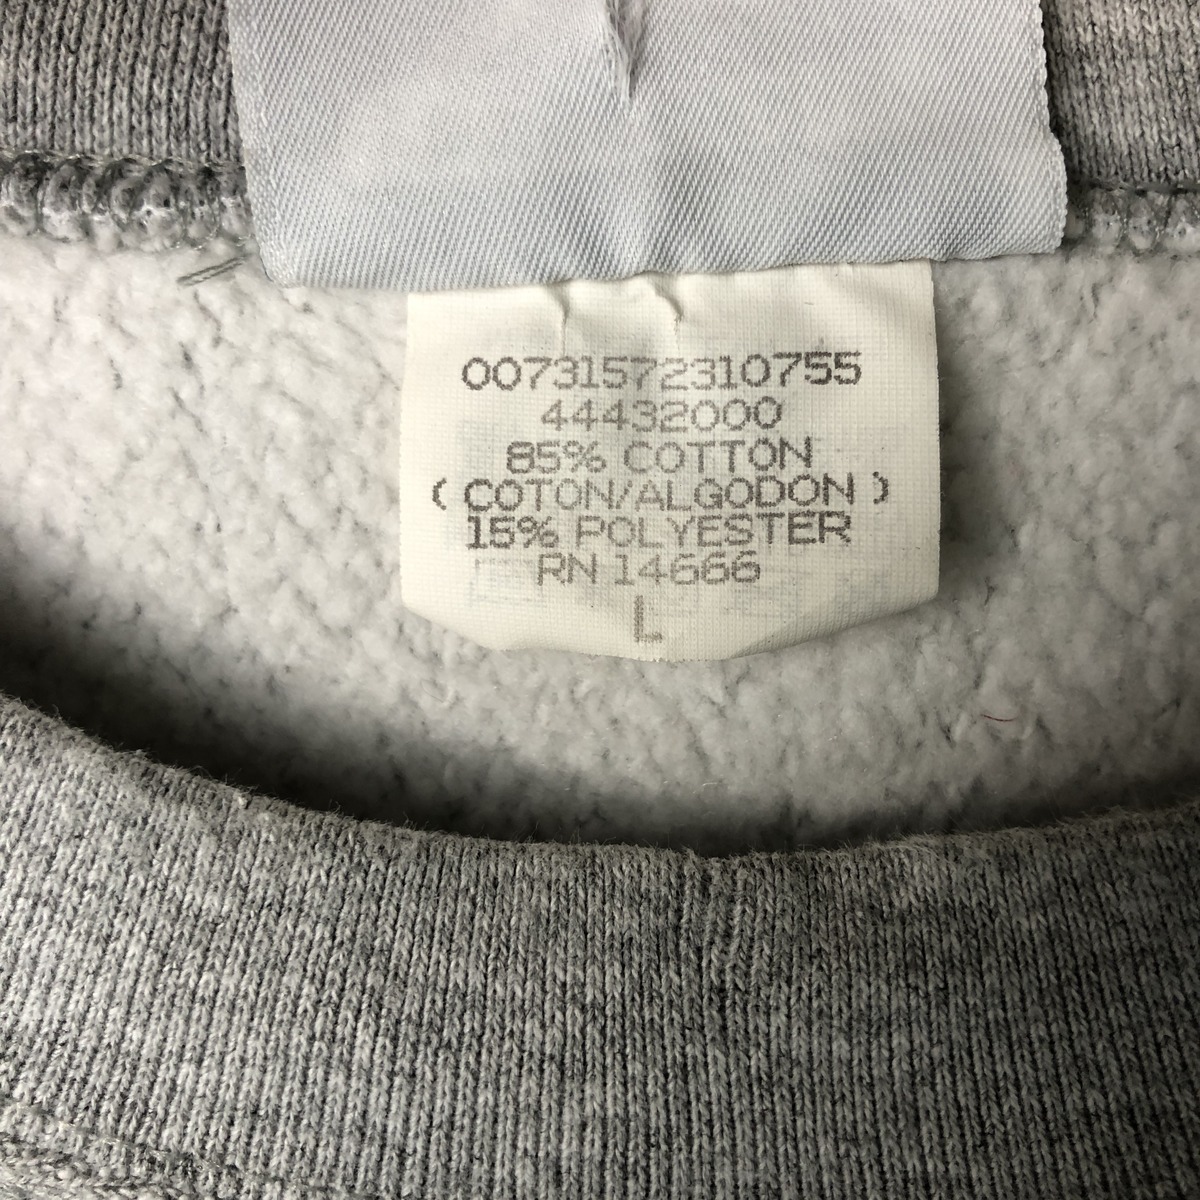 00731572310755
44432000
85% COTTON
( COTON/ALGODON )
15% POLYESTER
RN 14666
L